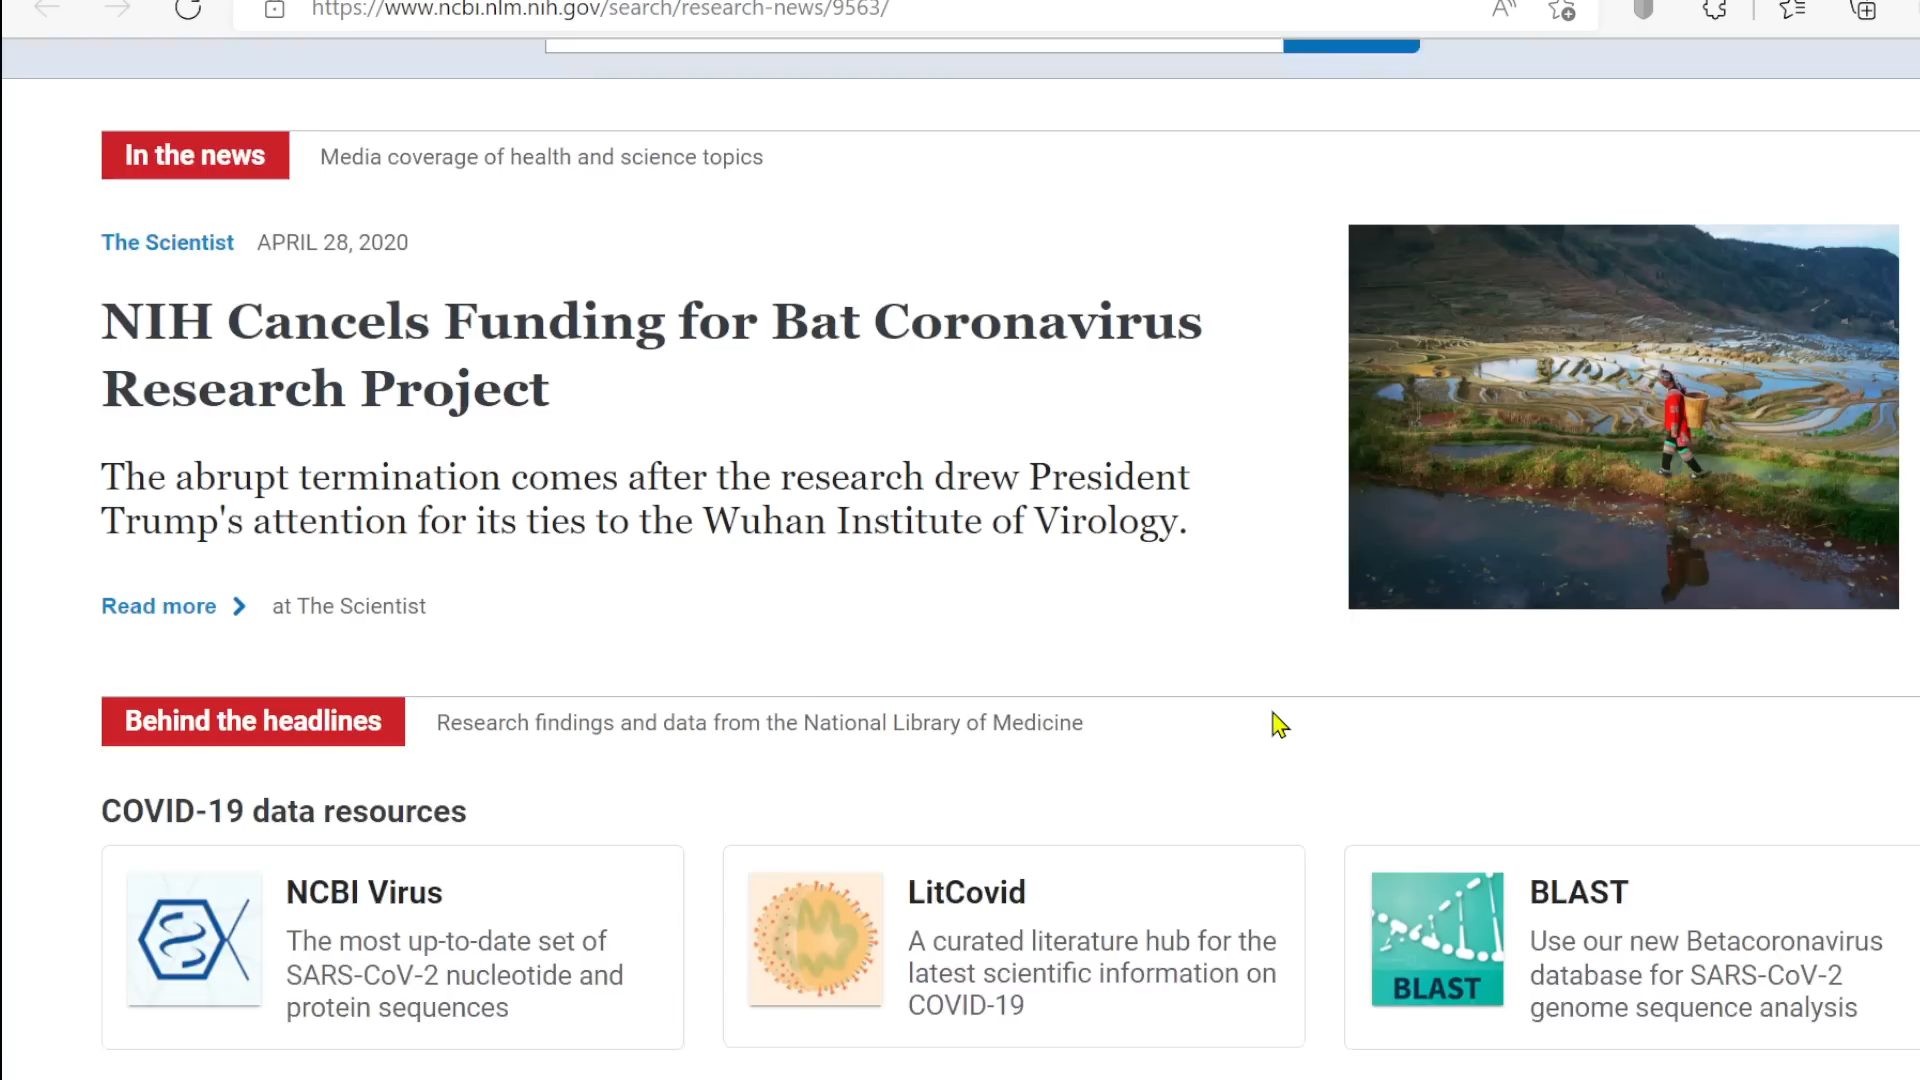 https://www.ncbi.nlm.nih.gov/search/research-news/9563/
In the news Media coverage of health and science topics
The Scientist APRIL 28, 2020
NIH Cancels Funding for Bat Coronavirus
Research Project
The abrupt termination comes after the research drew President
Trump's attention for its ties to the Wuhan Institute of Virology.
Read more at The Scientist
Behind the headlines Research findings and data from the National Library of Medicine
COVID-19 data resources
NCBI Virus
The most up-to-date set of
SARS-CoV-2 nucleotide and
protein sequences
LitCovid
A curated literature hub for the
latest scientific information on
COVID-19
BLAST
BLAST
Use our new Betacoronavirus
database for SARS-CoV-2
genome sequence analysis